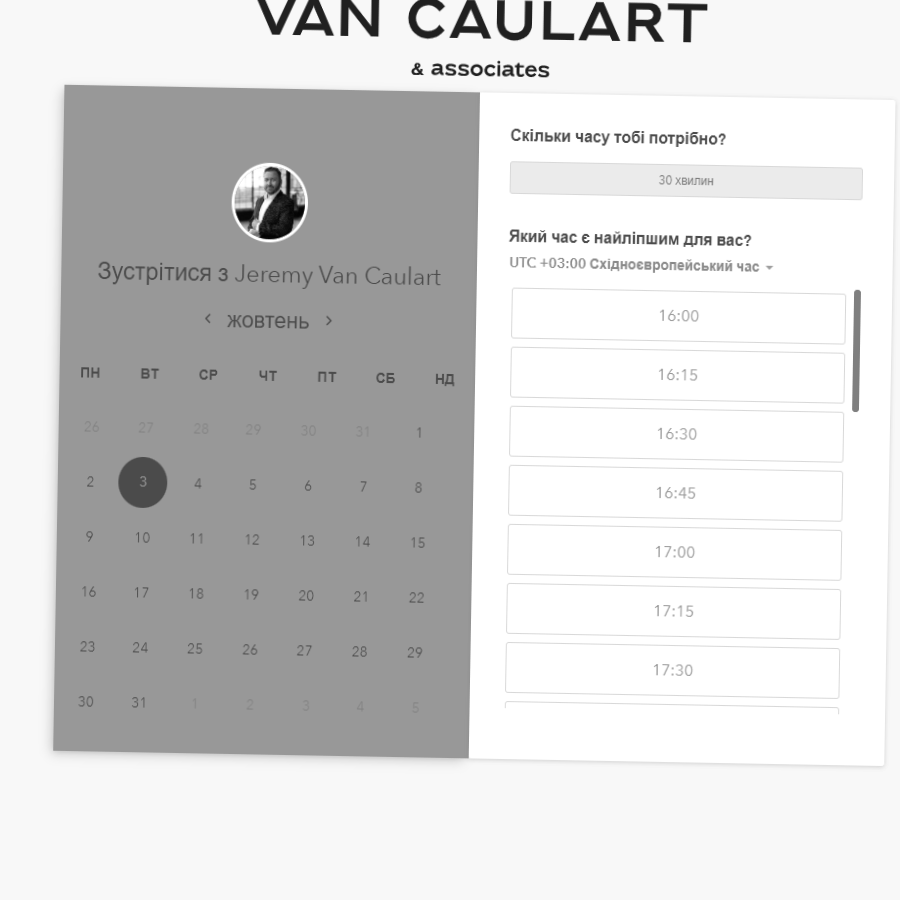 VAN CAULART
& associates
Зустрітися з Jeremy Van Caulart
жовтень
ПН ВТ СР ЧТ ПТ СБ НД
26 27 28 29 30 31 1
2 3 4 5 6 7 8
9 10 11 12 13 14 15
16 17 18 19 20 21 22
23 24 25 26 27 28 29
30 31 1 2 3 4 5
Скільки часу тобі потрібно?
30 хвилин
Який час є найліпшим для вас?
UTC +03:00 Східноєвропейський час
16:00
16:15
16:30
16:45
17:00
17:15
17:30